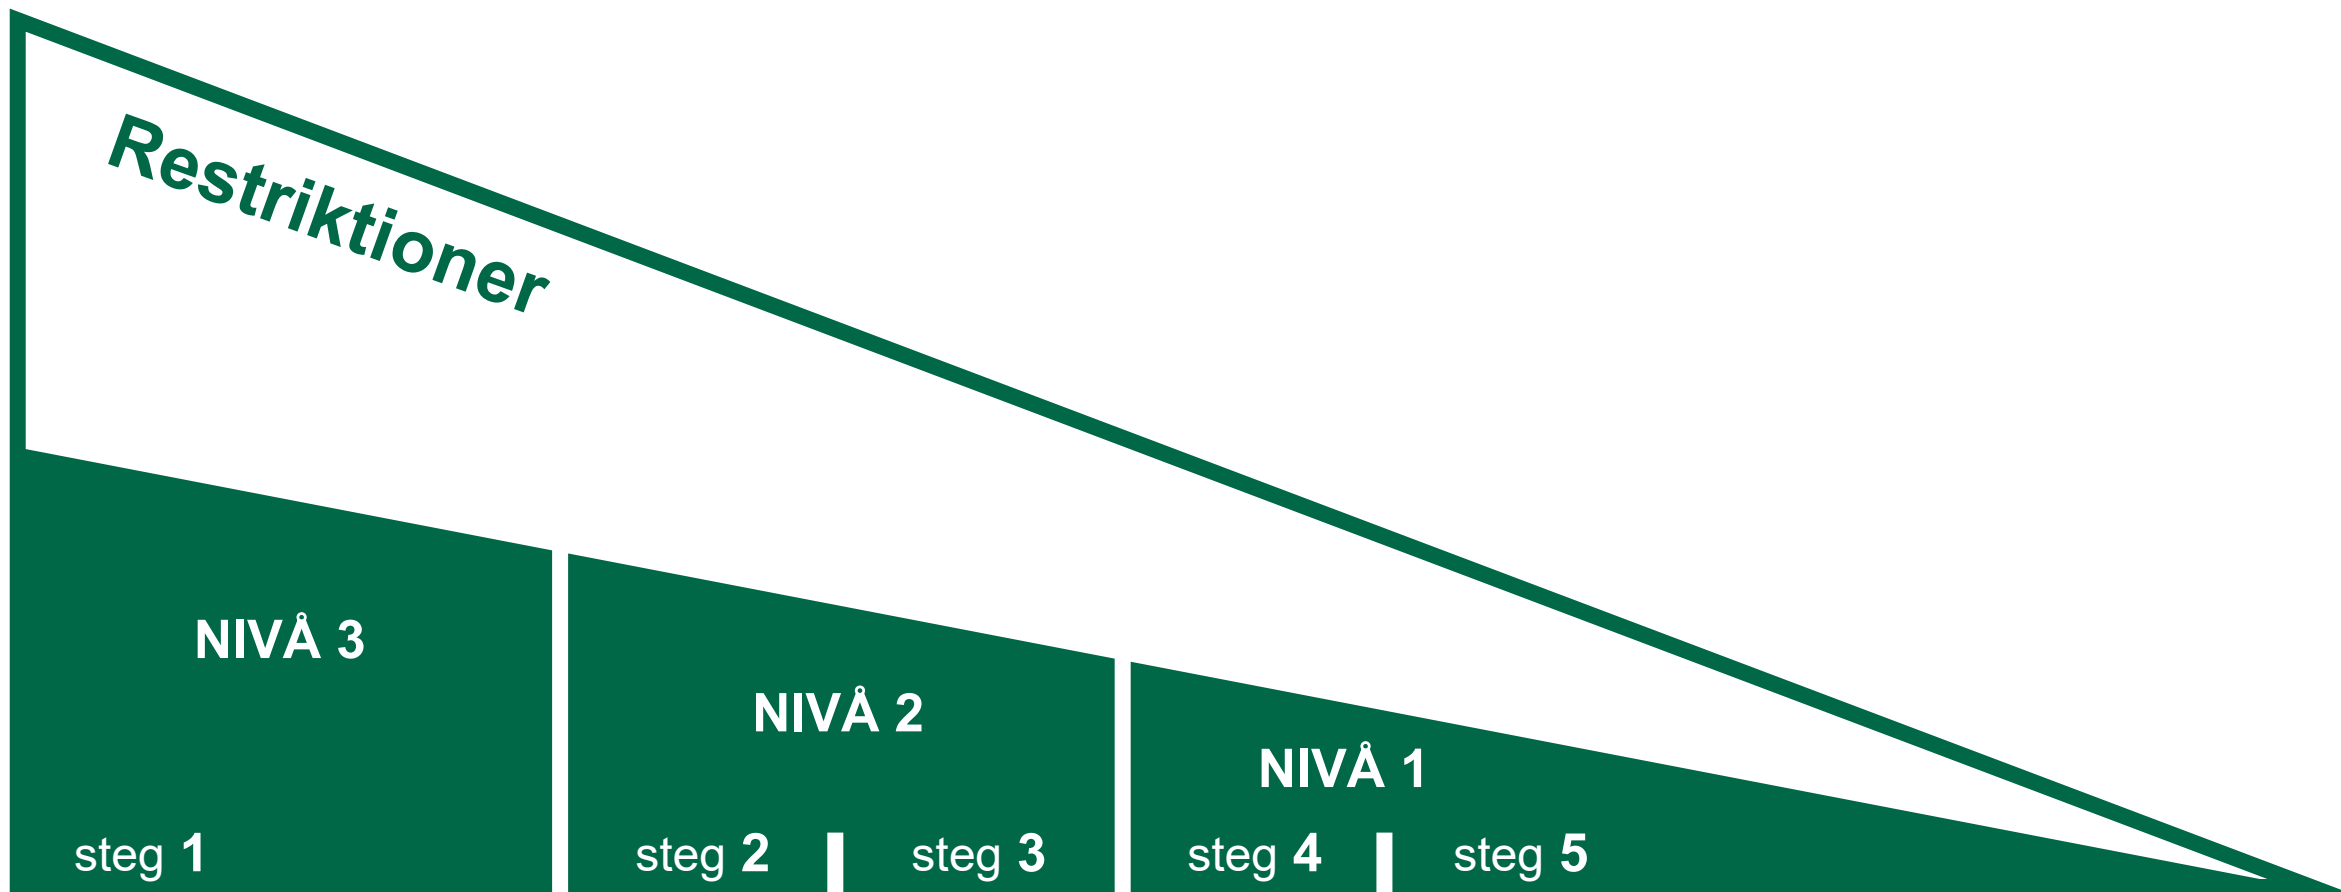 Restriktioner
NIVÅ 3
NIVÅ 2
NIVÅ 1
steg 1
steg 2
steg 3
steg 4
steg 5